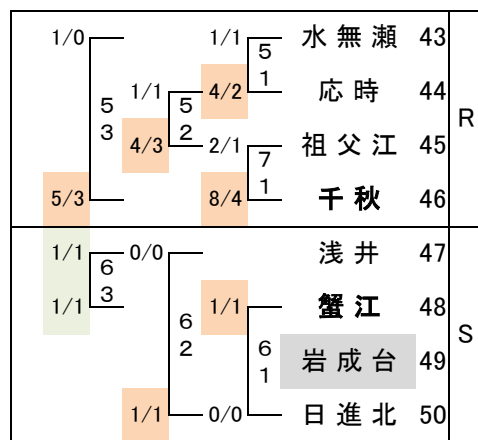 1/0 1/1 水無瀬 43
5 1
1/1 4/2 応時 44
5 3 5 2 R
4/3 2/1 祖父江 45
7 1
5/3 8/4 千秋 46
1/1 0/0 浅井 47
6 3
1/1 1/1 蟹江 48
6 2 6 1 S
岩成台 49
1/1 0/0 日進北 50